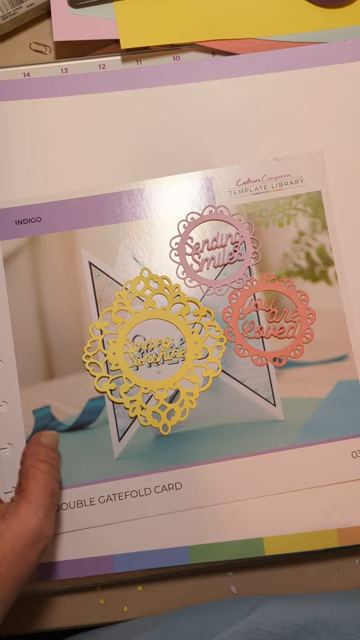 14 13 12 11 10
Crafter's Companion
TEMPLATE LIBRARY
INDIGO
Sending
Smiles
You
are
Loved
Sunshine
DOUBLE GATEFOLD CARD
03